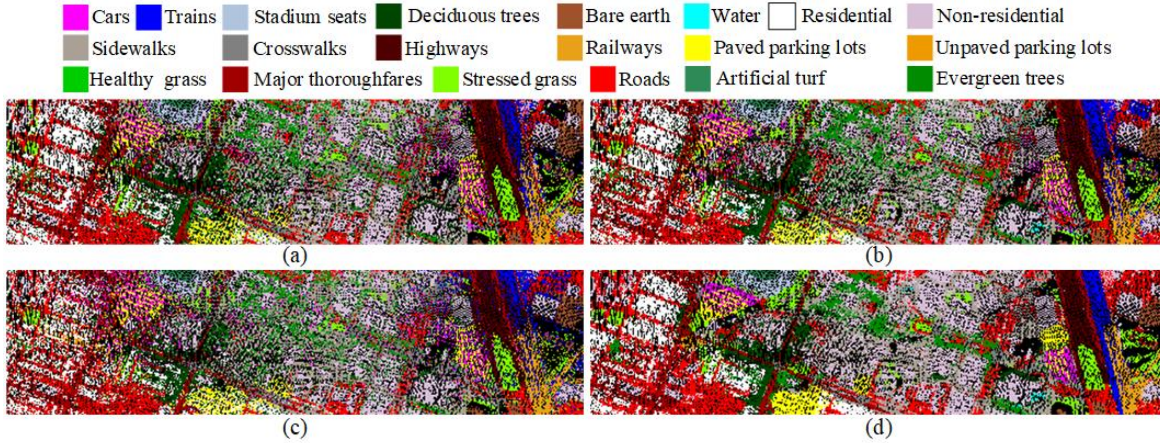 Cars Trains Stadium seats Deciduous trees Bare earth Water Residential Non-residential
Sidewalks Crosswalks Highways Railways Paved parking lots Unpaved parking lots
Healthy grass Major thoroughfares Stressed grass Roads Artificial turf Evergreen trees
(a) (b)
(c) (d)